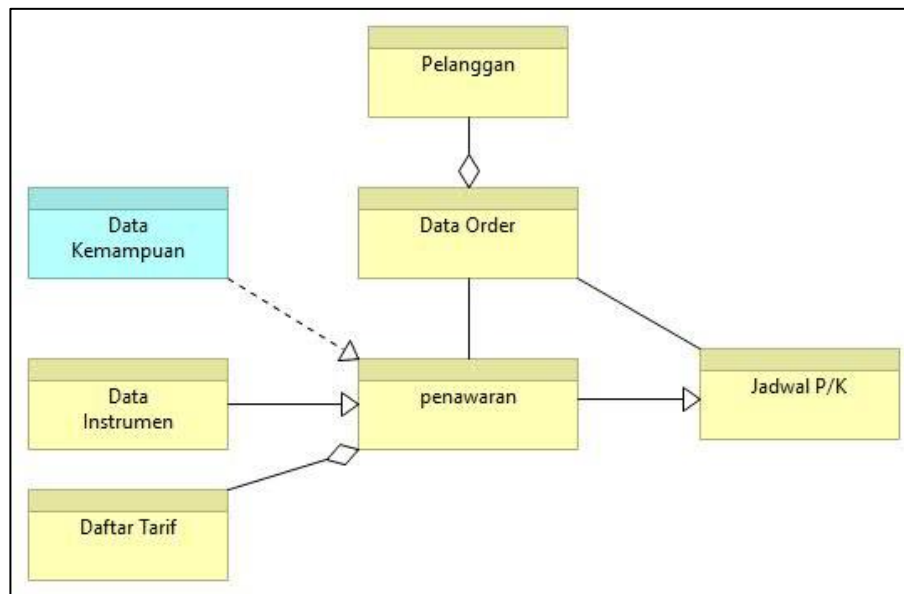 Pelanggan
Data
Kemampuan
Data Order
Data
Instrumen
penawaran
Jadwal P/K
Daftar Tarif